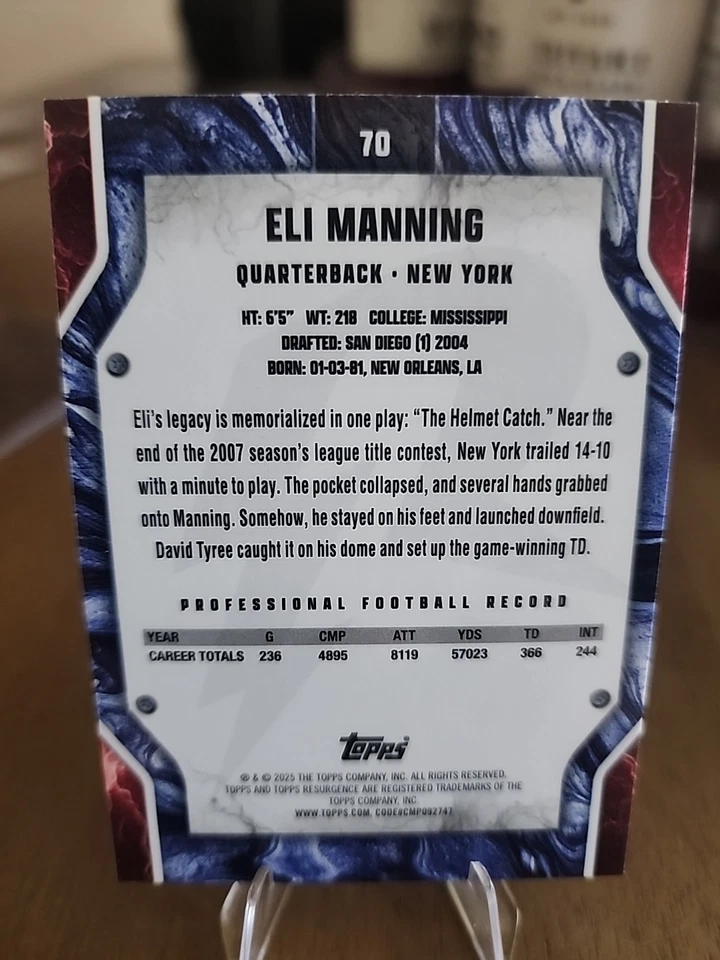 70
ELI MANNING
QUARTERBACK • NEW YORK
HT: 6'5" WT: 218 COLLEGE: MISSISSIPPI
DRAFTED: SAN DIEGO (1) 2004
BORN: 01-03-81, NEW ORLEANS, LA
Eli's legacy is memorialized in one play: “The Helmet Catch.” Near the
end of the 2007 season's league title contest, New York trailed 14-10
with a minute to play. The pocket collapsed, and several hands grabbed
onto Manning. Somehow, he stayed on his feet and launched downfield.
David Tyree caught it on his dome and set up the game-winning TD.
PROFESSIONAL FOOTBALL RECORD
YEAR G CMP ATT YDS TD INT
CAREER TOTALS 236 4895 8119 57023 366 244
topps
® & © 2025 THE TOPPS COMPANY, INC. ALL RIGHTS RESERVED.
TOPPS AND TOPPS RESURGENCE ARE REGISTERED TRADEMARKS OF THE
TOPPS COMPANY, INC.
WWW.TOPPS.COM. CODE#CMP092747